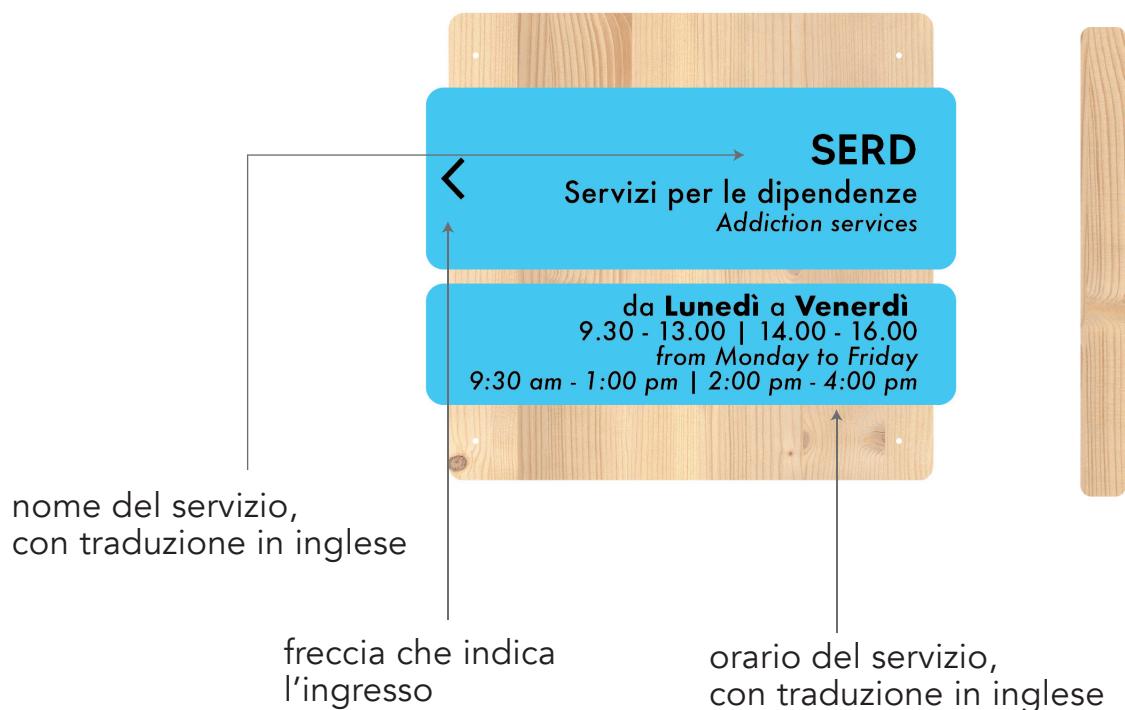 SERD
Servizi per le dipendenze
Addiction services
da Lunedì a Venerdì
9.30 - 13.00 | 14.00 - 16.00
from Monday to Friday
9:30 am - 1:00 pm | 2:00 pm - 4:00 pm
nome del servizio,
con traduzione in inglese
freccia che indica
l’ingresso
orario del servizio,
con traduzione in inglese